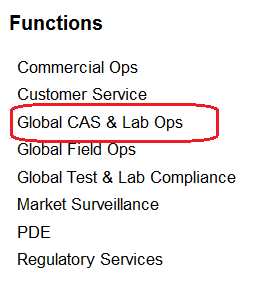 Functions
Commercial Ops
Customer Service
Global CAS & Lab Ops
Global Field Ops
Global Test & Lab Compliance
Market Surveillance
PDE
Regulatory Services